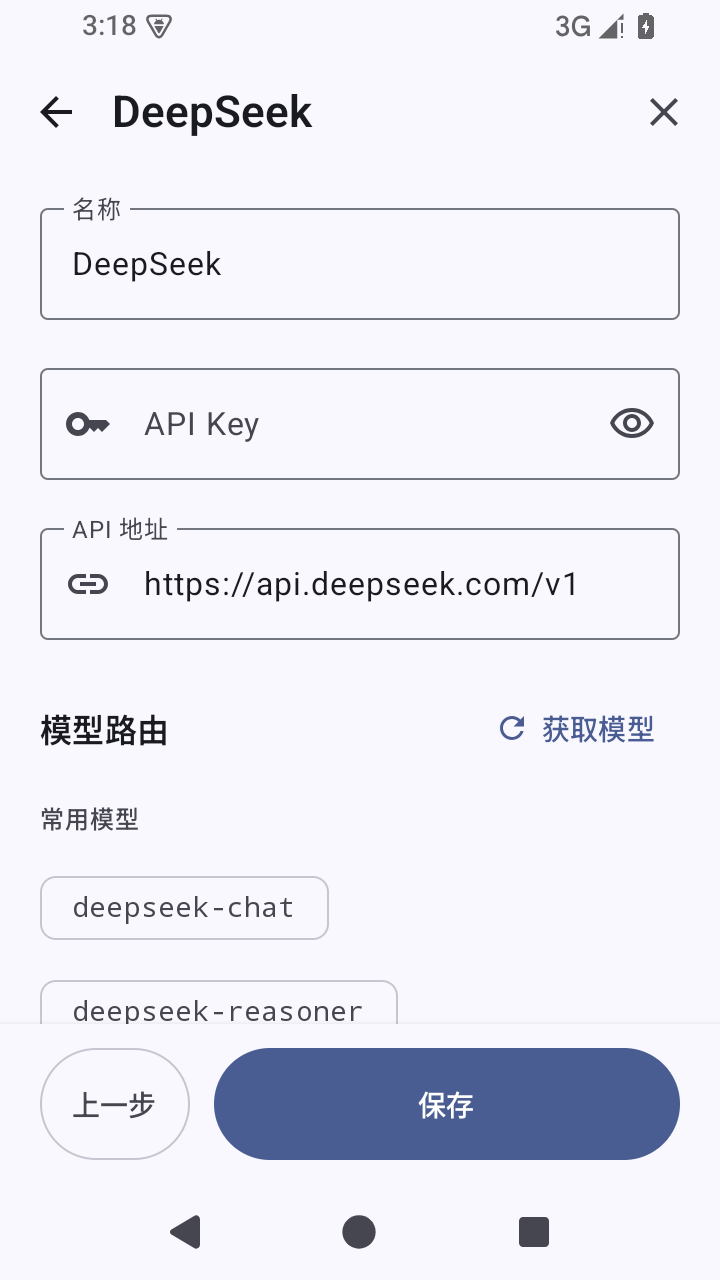 3:18
3G
DeepSeek
名称
DeepSeek
API Key
API 地址
https://api.deepseek.com/v1
模型路由
获取模型
常用模型
deepseek-chat
deepseek-reasoner
上一步
保存